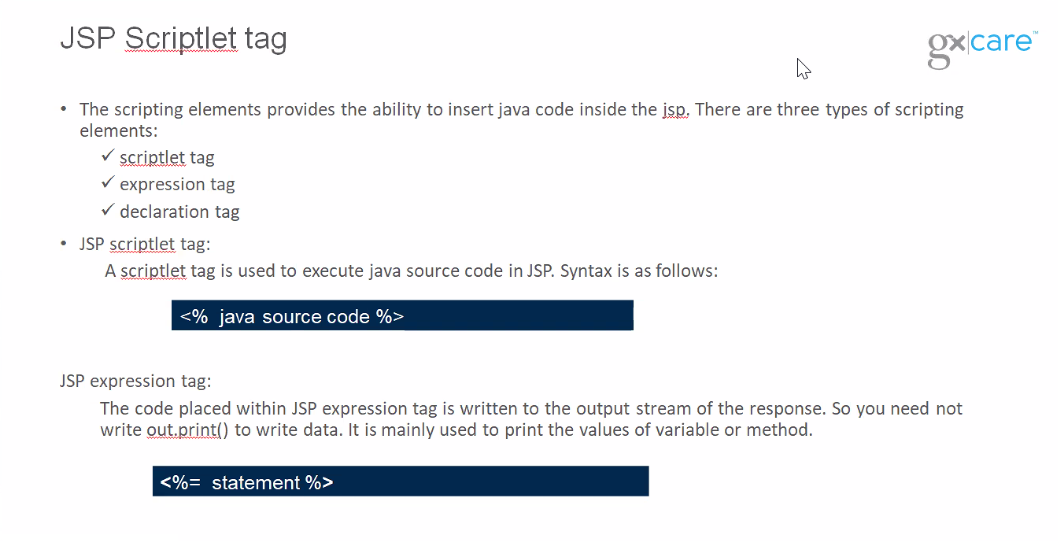 JSP Scriptlet tag
gxcare™
• The scripting elements provides the ability to insert java code inside the jsp. There are three types of scripting
elements:
✓ scriptlet tag
✓ expression tag
✓ declaration tag
• JSP scriptlet tag:
A scriptlet tag is used to execute java source code in JSP. Syntax is as follows:
<% java source code %>
JSP expression tag:
The code placed within JSP expression tag is written to the output stream of the response. So you need not
write out.print() to write data. It is mainly used to print the values of variable or method.
<%= statement %>